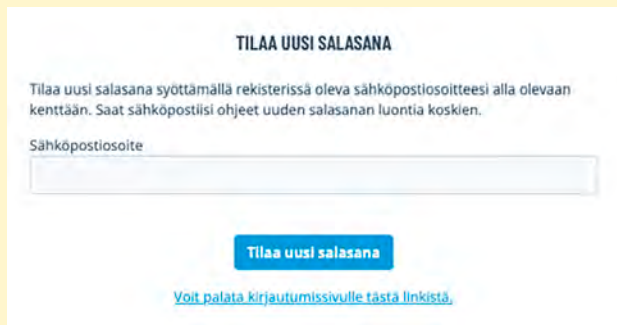 TILAA UUSI SALASANA
Tilaa uusi salasana syöttämällä rekisterissä oleva sähköpostiosoitteesi alla olevaan
kenttään. Saat sähköpostiisi ohjeet uuden salasanan luontia koskien.
Sähköpostiosoite
Tilaa uusi salasana
Voit palata kirjautumissivulle tästä linkistä.